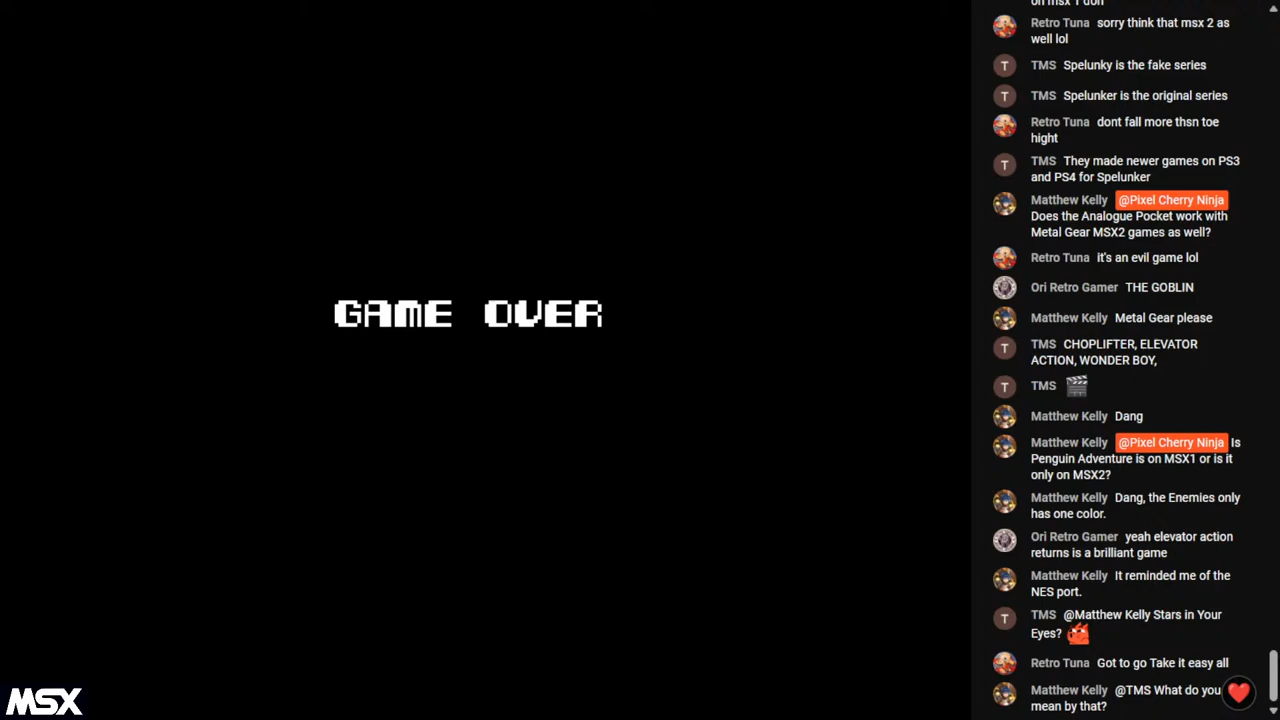 GAME OVER
MSX
Retro Tuna sorry think that msx 2 as
well lol
T TMS Spelunky is the fake series
T TMS Spelunker is the original series
Retro Tuna dont fall more thsn toe
hight
T TMS They made newer games on PS3
and PS4 for Spelunker
Matthew Kelly @Pixel Cherry Ninja
Does the Analogue Pocket work with
Metal Gear MSX2 games as well?
Retro Tuna it's an evil game lol
Ori Retro Gamer THE GOBLIN
Matthew Kelly Metal Gear please
T TMS CHOPLIFTER, ELEVATOR
ACTION, WONDER BOY,
T TMS
Matthew Kelly Dang
Matthew Kelly @Pixel Cherry Ninja Is
Penguin Adventure is on MSX1 or is it
only on MSX2?
Matthew Kelly Dang, the Enemies only
has one color.
Ori Retro Gamer yeah elevator action
returns is a brilliant game
Matthew Kelly It reminded me of the
NES port.
T TMS @Matthew Kelly Stars in Your
Eyes?
Retro Tuna Got to go Take it easy all
Matthew Kelly @TMS What do you
mean by that?